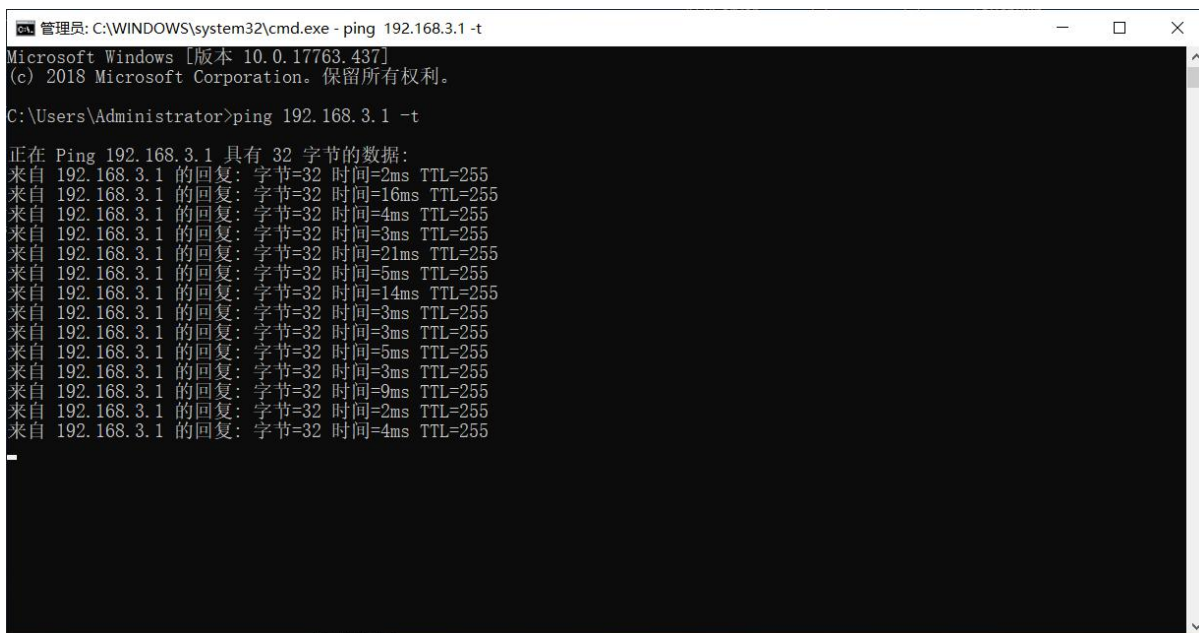 管理员: C:\WINDOWS\system32\cmd.exe - ping  192.168.3.1 -t
Microsoft Windows [版本 10.0.17763.437]
(c) 2018 Microsoft Corporation。保留所有权利。
C:\Users\Administrator>ping 192.168.3.1 -t
正在 Ping 192.168.3.1 具有 32 字节的数据:
来自 192.168.3.1 的回复: 字节=32 时间=2ms TTL=255
来自 192.168.3.1 的回复: 字节=32 时间=16ms TTL=255
来自 192.168.3.1 的回复: 字节=32 时间=4ms TTL=255
来自 192.168.3.1 的回复: 字节=32 时间=3ms TTL=255
来自 192.168.3.1 的回复: 字节=32 时间=21ms TTL=255
来自 192.168.3.1 的回复: 字节=32 时间=5ms TTL=255
来自 192.168.3.1 的回复: 字节=32 时间=14ms TTL=255
来自 192.168.3.1 的回复: 字节=32 时间=3ms TTL=255
来自 192.168.3.1 的回复: 字节=32 时间=3ms TTL=255
来自 192.168.3.1 的回复: 字节=32 时间=5ms TTL=255
来自 192.168.3.1 的回复: 字节=32 时间=3ms TTL=255
来自 192.168.3.1 的回复: 字节=32 时间=9ms TTL=255
来自 192.168.3.1 的回复: 字节=32 时间=2ms TTL=255
来自 192.168.3.1 的回复: 字节=32 时间=4ms TTL=255